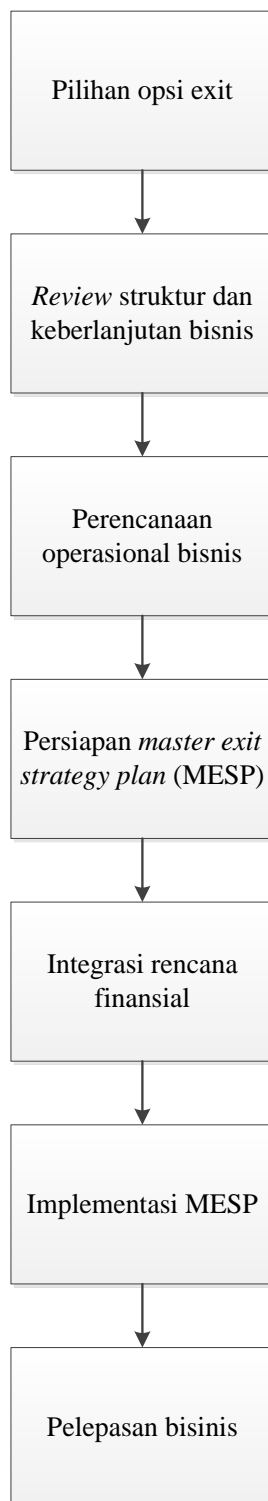 Pilihan opsi exit
Review struktur dan
keberlanjutan bisnis
Perencanaan
operasional bisnis
Persiapan master exit
strategy plan (MESP)
Integrasi rencana
finansial
Implementasi MESP
Pelepasan bisinis